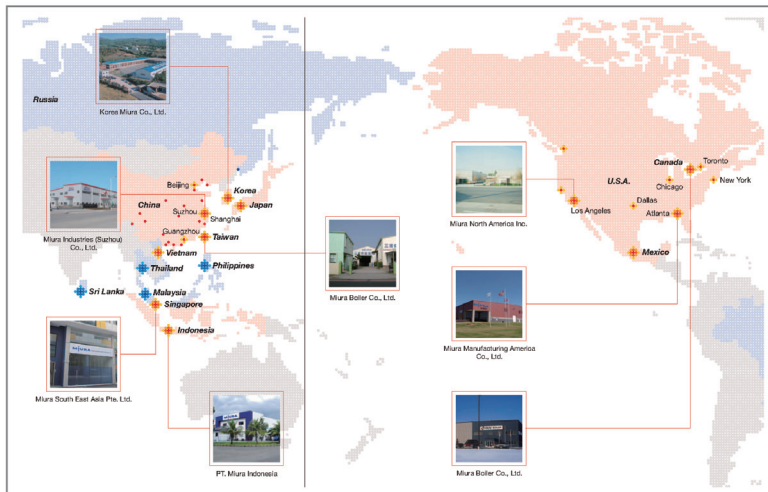 Korea Miura Co., Ltd.
Russia
Beijing
China
Korea
Japan
Suzhou
Shanghai
Guangzhou
Taiwan
Vietnam
Thailand
Philippines
Sri Lanka
Malaysia
Singapore
Indonesia
Miura Industries (Suzhou)
Co., Ltd.
Miura Boiler Co., Ltd.
MIURA
Miura South East Asia Pte. Ltd.
MIURA
PT. Miura Indonesia
Miura North America Inc.
Canada
Toronto
U.S.A.
Chicago
New York
Los Angeles
Dallas
Atlanta
Mexico
Miura Manufacturing America
Co., Ltd.
Miura Boiler Co., Ltd.